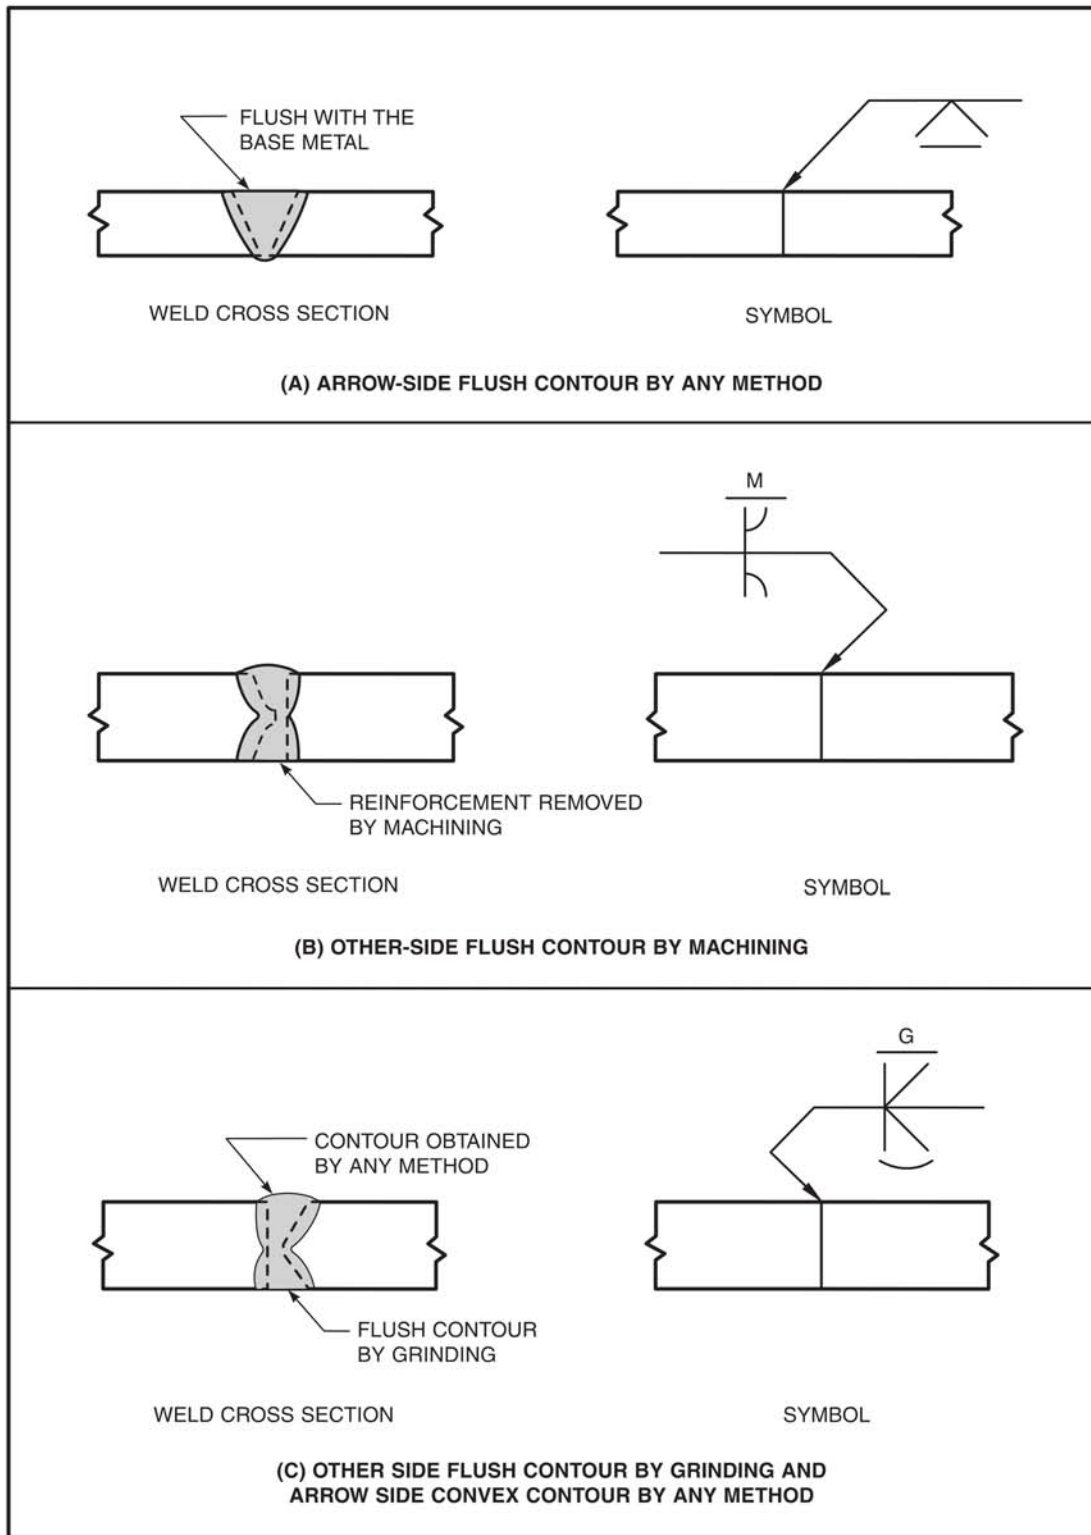 FLUSH WITH THE
BASE METAL
WELD CROSS SECTION
SYMBOL
(A) ARROW-SIDE FLUSH CONTOUR BY ANY METHOD
M
REINFORCEMENT REMOVED
BY MACHINING
WELD CROSS SECTION
SYMBOL
(B) OTHER-SIDE FLUSH CONTOUR BY MACHINING
G
CONTOUR OBTAINED
BY ANY METHOD
FLUSH CONTOUR
BY GRINDING
WELD CROSS SECTION
SYMBOL
(C) OTHER SIDE FLUSH CONTOUR BY GRINDING AND
ARROW SIDE CONVEX CONTOUR BY ANY METHOD